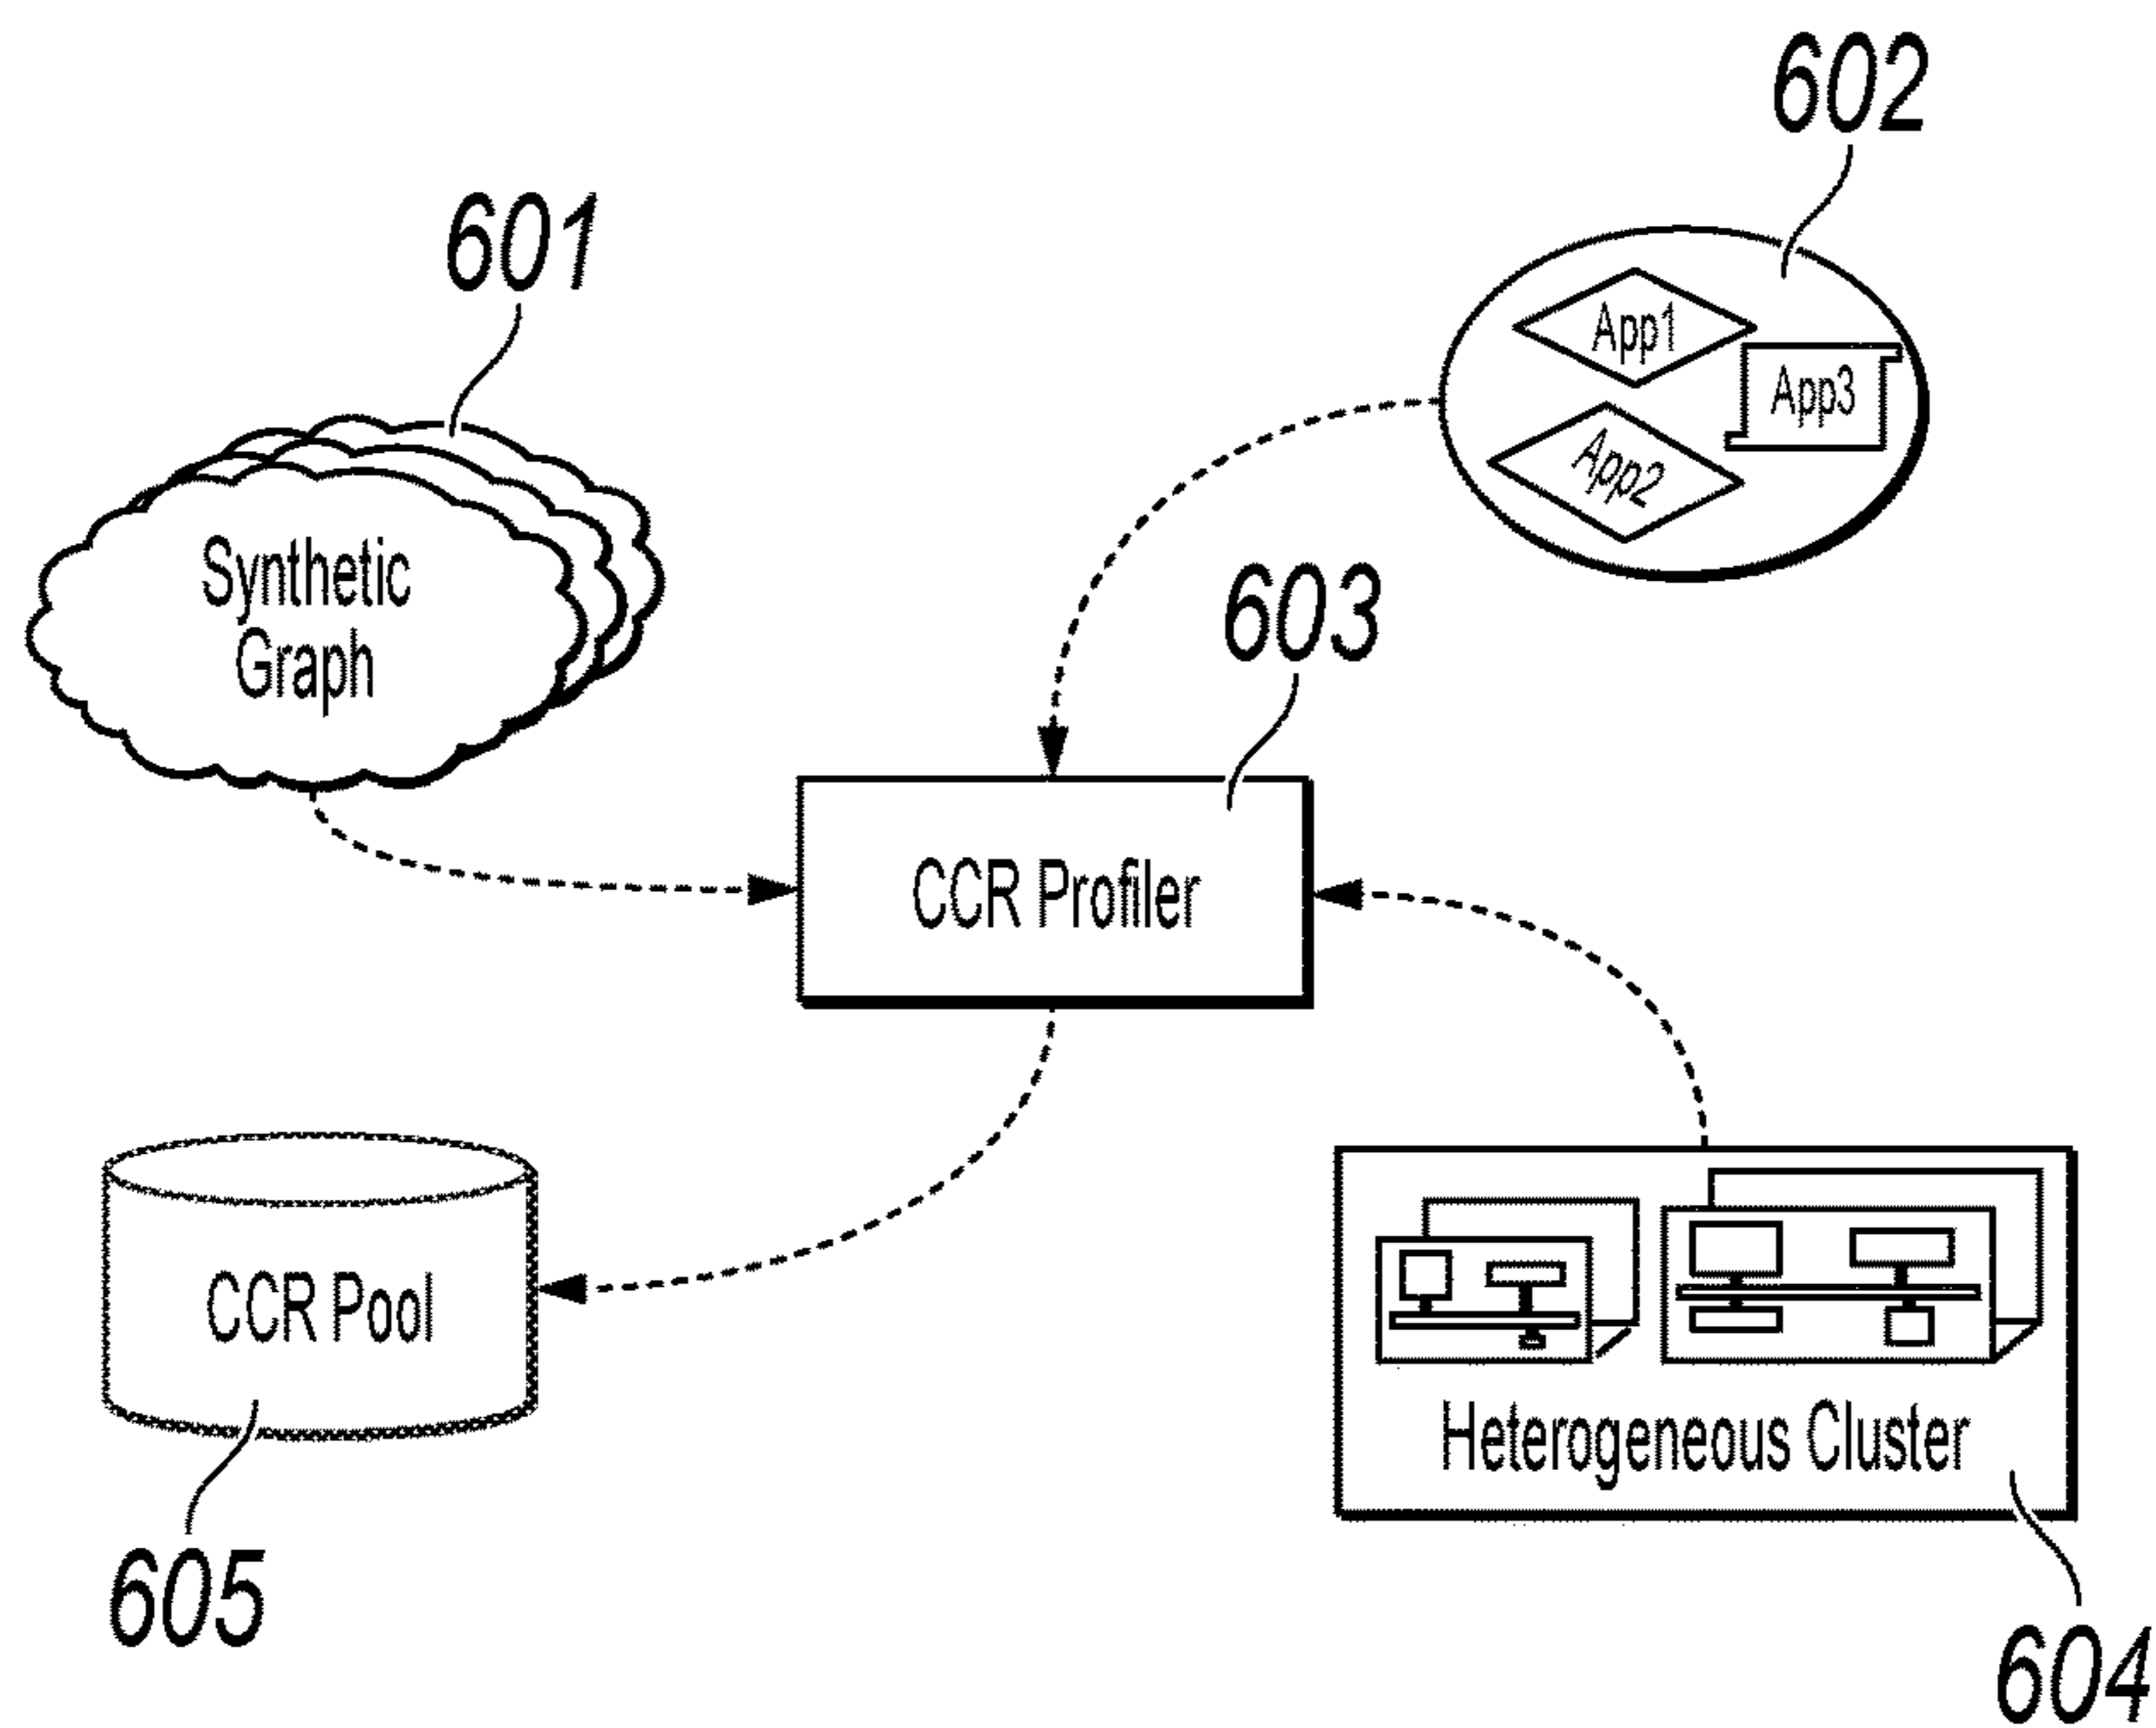 602
601
App1
App3
App2
Synthetic
Graph
603
CCR Profiler
CCR Pool
Heterogeneous Cluster
605
604